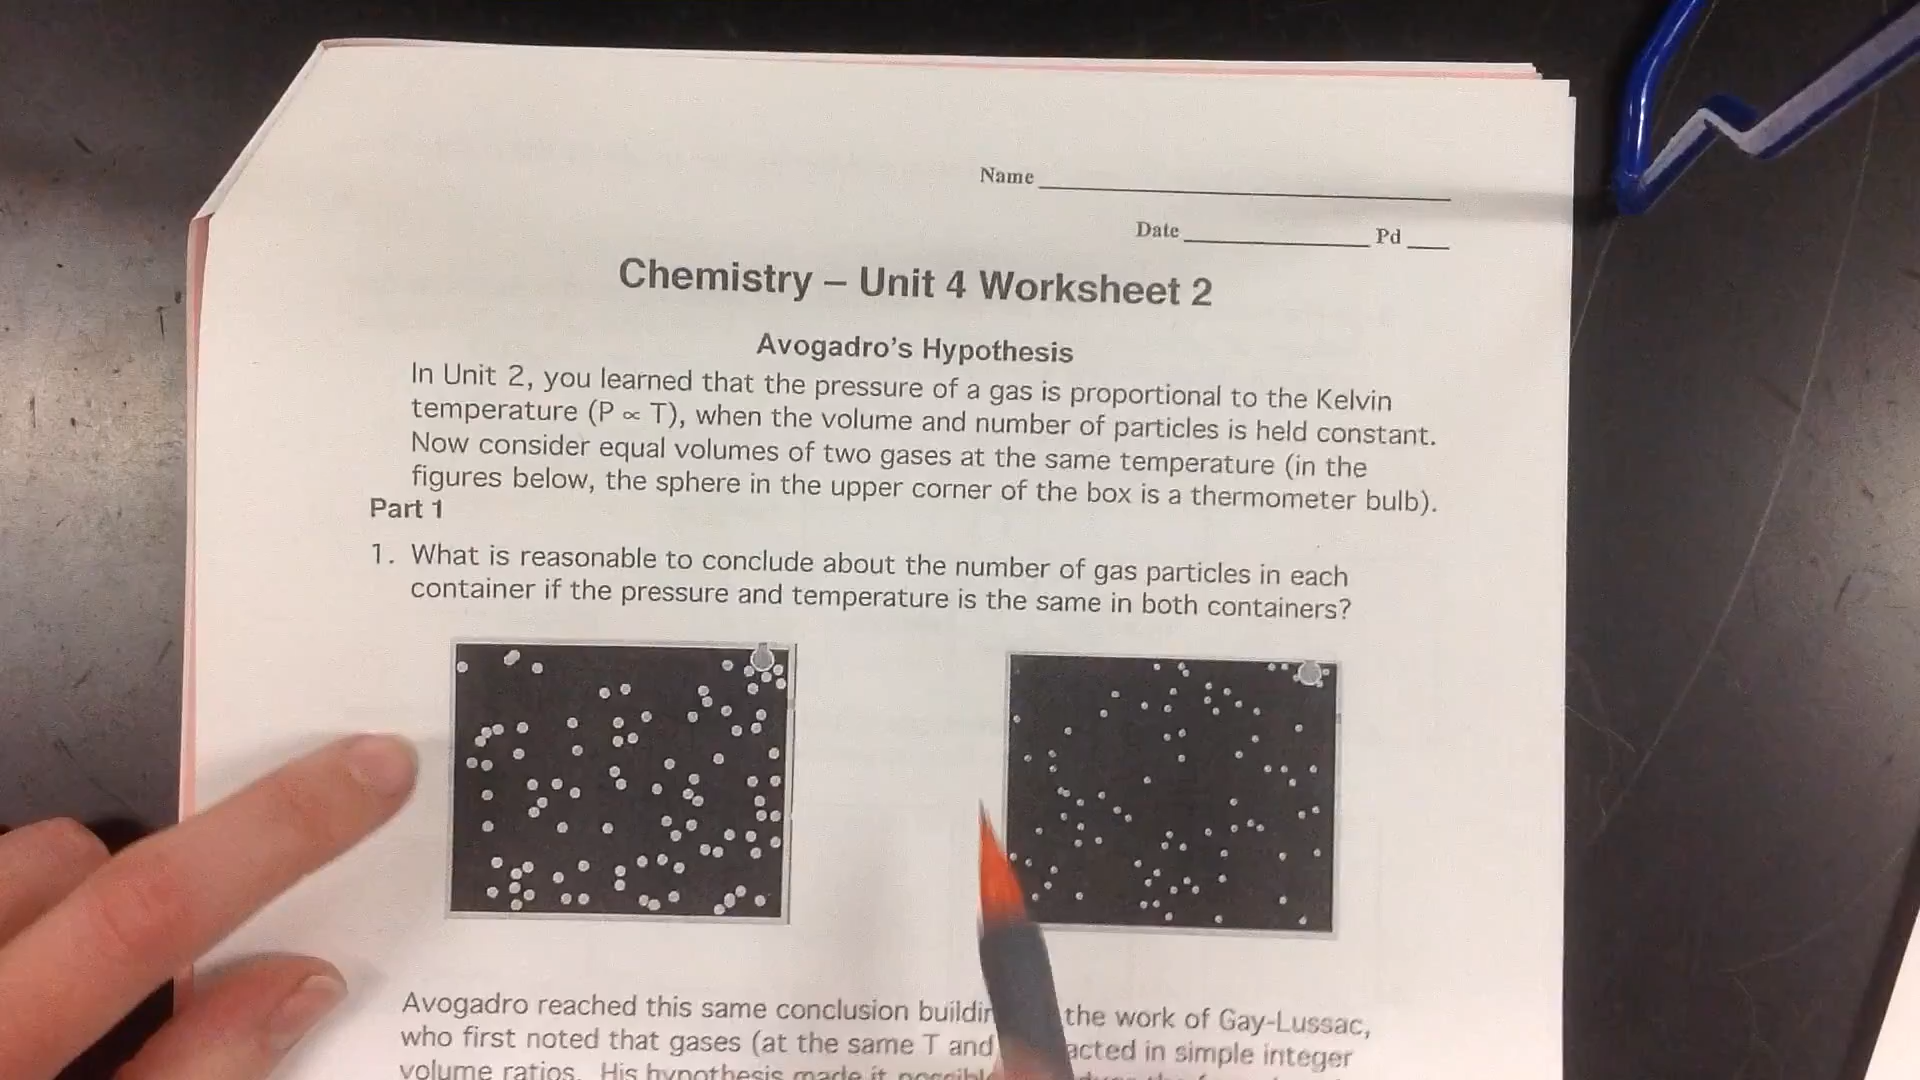 Name
Date Pd
Chemistry – Unit 4 Worksheet 2
Avogadro's Hypothesis
In Unit 2, you learned that the pressure of a gas is proportional to the Kelvin
temperature (P ∝ T), when the volume and number of particles is held constant.
Now consider equal volumes of two gases at the same temperature (in the
figures below, the sphere in the upper corner of the box is a thermometer bulb).
Part 1
1. What is reasonable to conclude about the number of gas particles in each
container if the pressure and temperature is the same in both containers?
Avogadro reached this same conclusion the work of Gay-Lussac,
who first noted that gases (at the same T and in simple integer
volume ratios. His hypothesis made it